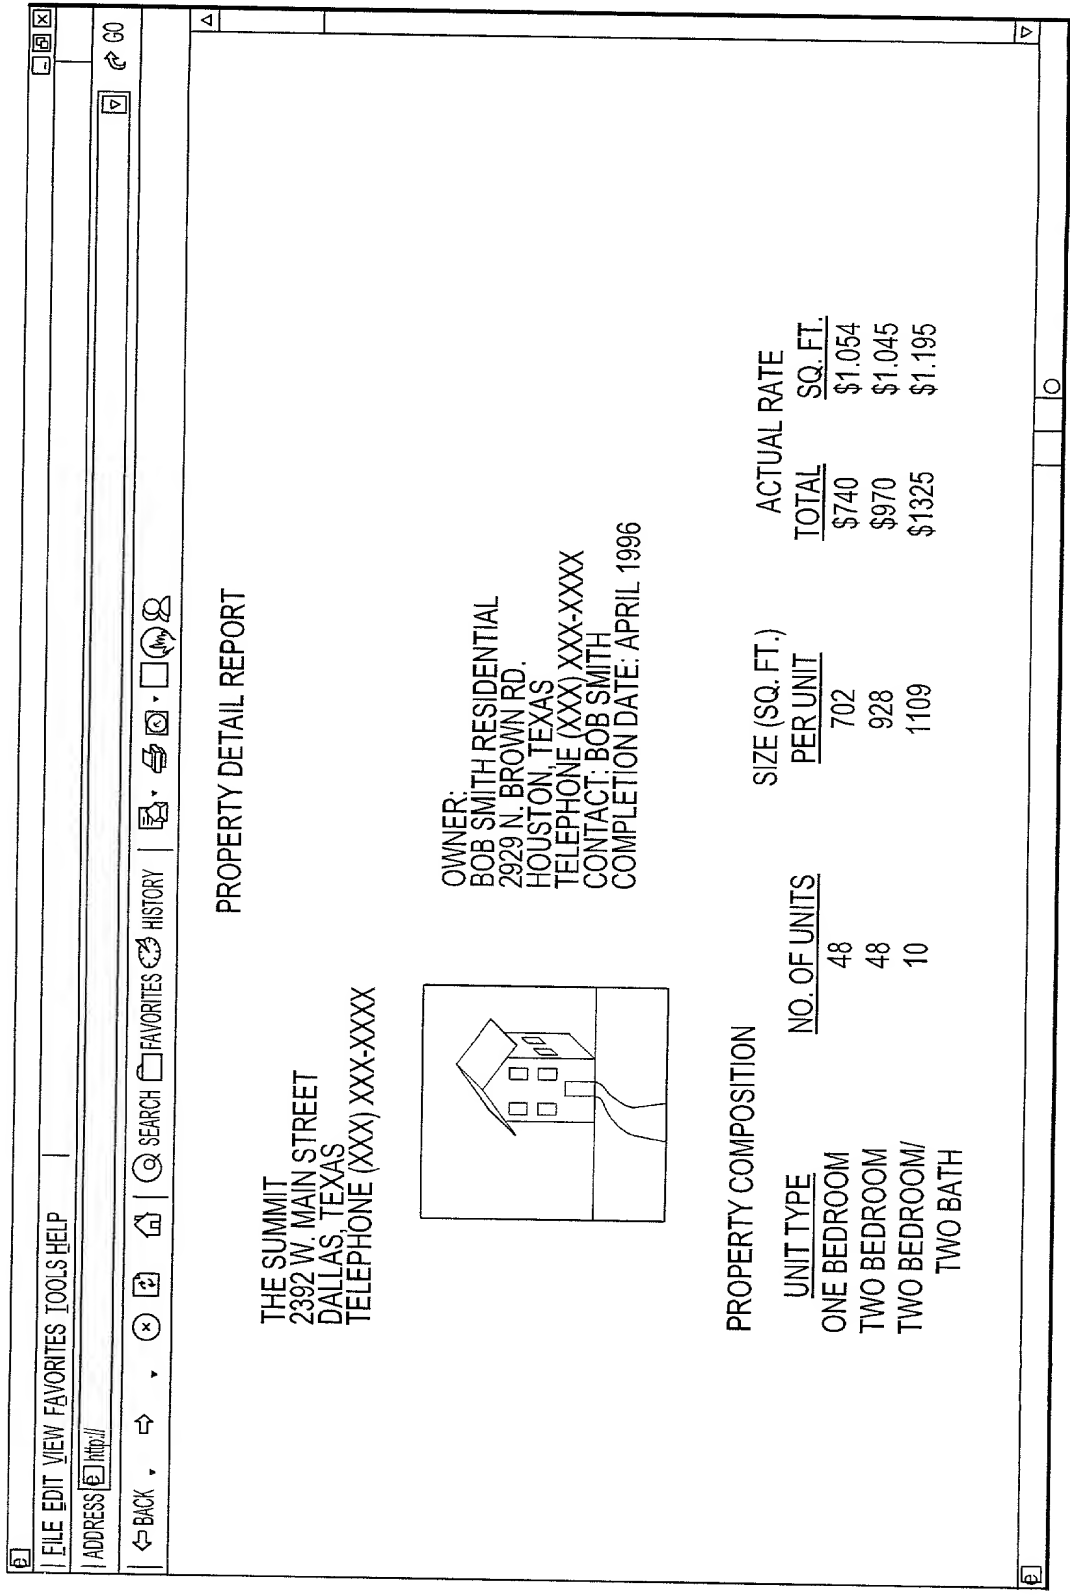 FILE EDIT VIEW FAVORITES TOOLS HELP
ADDRESS http://
GO
BACK
SEARCH FAVORITES HISTORY
PROPERTY DETAIL REPORT
THE SUMMIT
2392 W. MAIN STREET
DALLAS, TEXAS
TELEPHONE (XXX) XXX-XXXX
OWNER:
BOB SMITH RESIDENTIAL
2929 N. BROWN RD.
HOUSTON, TEXAS
TELEPHONE (XXX) XXX-XXXX
CONTACT: BOB SMITH
COMPLETION DATE: APRIL 1996
PROPERTY COMPOSITION
SIZE (SQ. FT.) ACTUAL RATE
UNIT TYPE NO. OF UNITS PER UNIT TOTAL SQ. FT.
ONE BEDROOM 48 702 $740 $1.054
TWO BEDROOM 48 928 $970 $1.045
TWO BEDROOM/ 10 1109 $1325 $1.195
TWO BATH